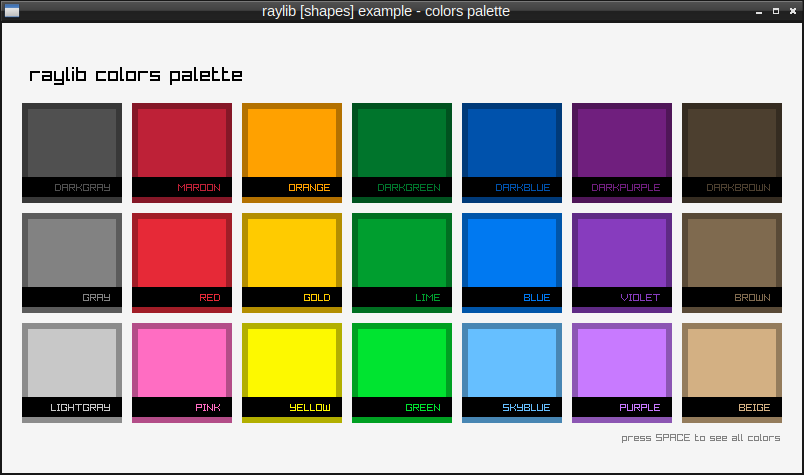 raylib [shapes] example - colors palette
raylib colors palette
DARKGRAY MAROON ORANGE DARKGREEN DARKBLUE DARKPURPLE DARKBROWN
GRAY RED GOLD LIME BLUE VIOLET BROWN
LIGHTGRAY PINK YELLOW GREEN SKYBLUE PURPLE BEIGE
press SPACE to see all colors